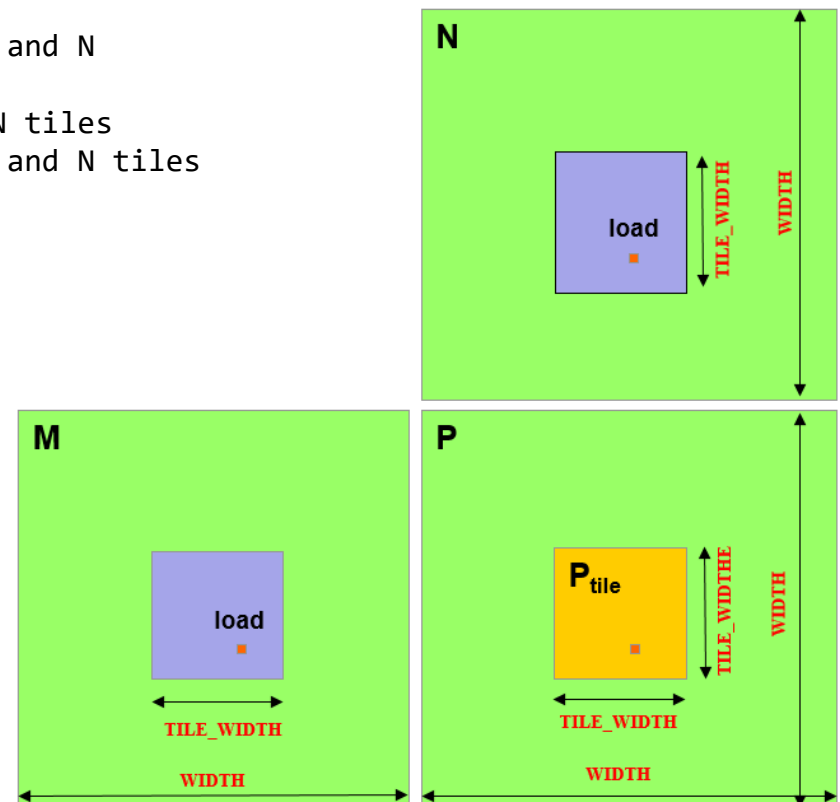 and N
N tiles
and N tiles
N
load
TILE_WIDTH
WIDTH
M
load
TILE_WIDTH
WIDTH
P
Ptile
TILE_WIDTHE
WIDTH
TILE_WIDTH
WIDTH